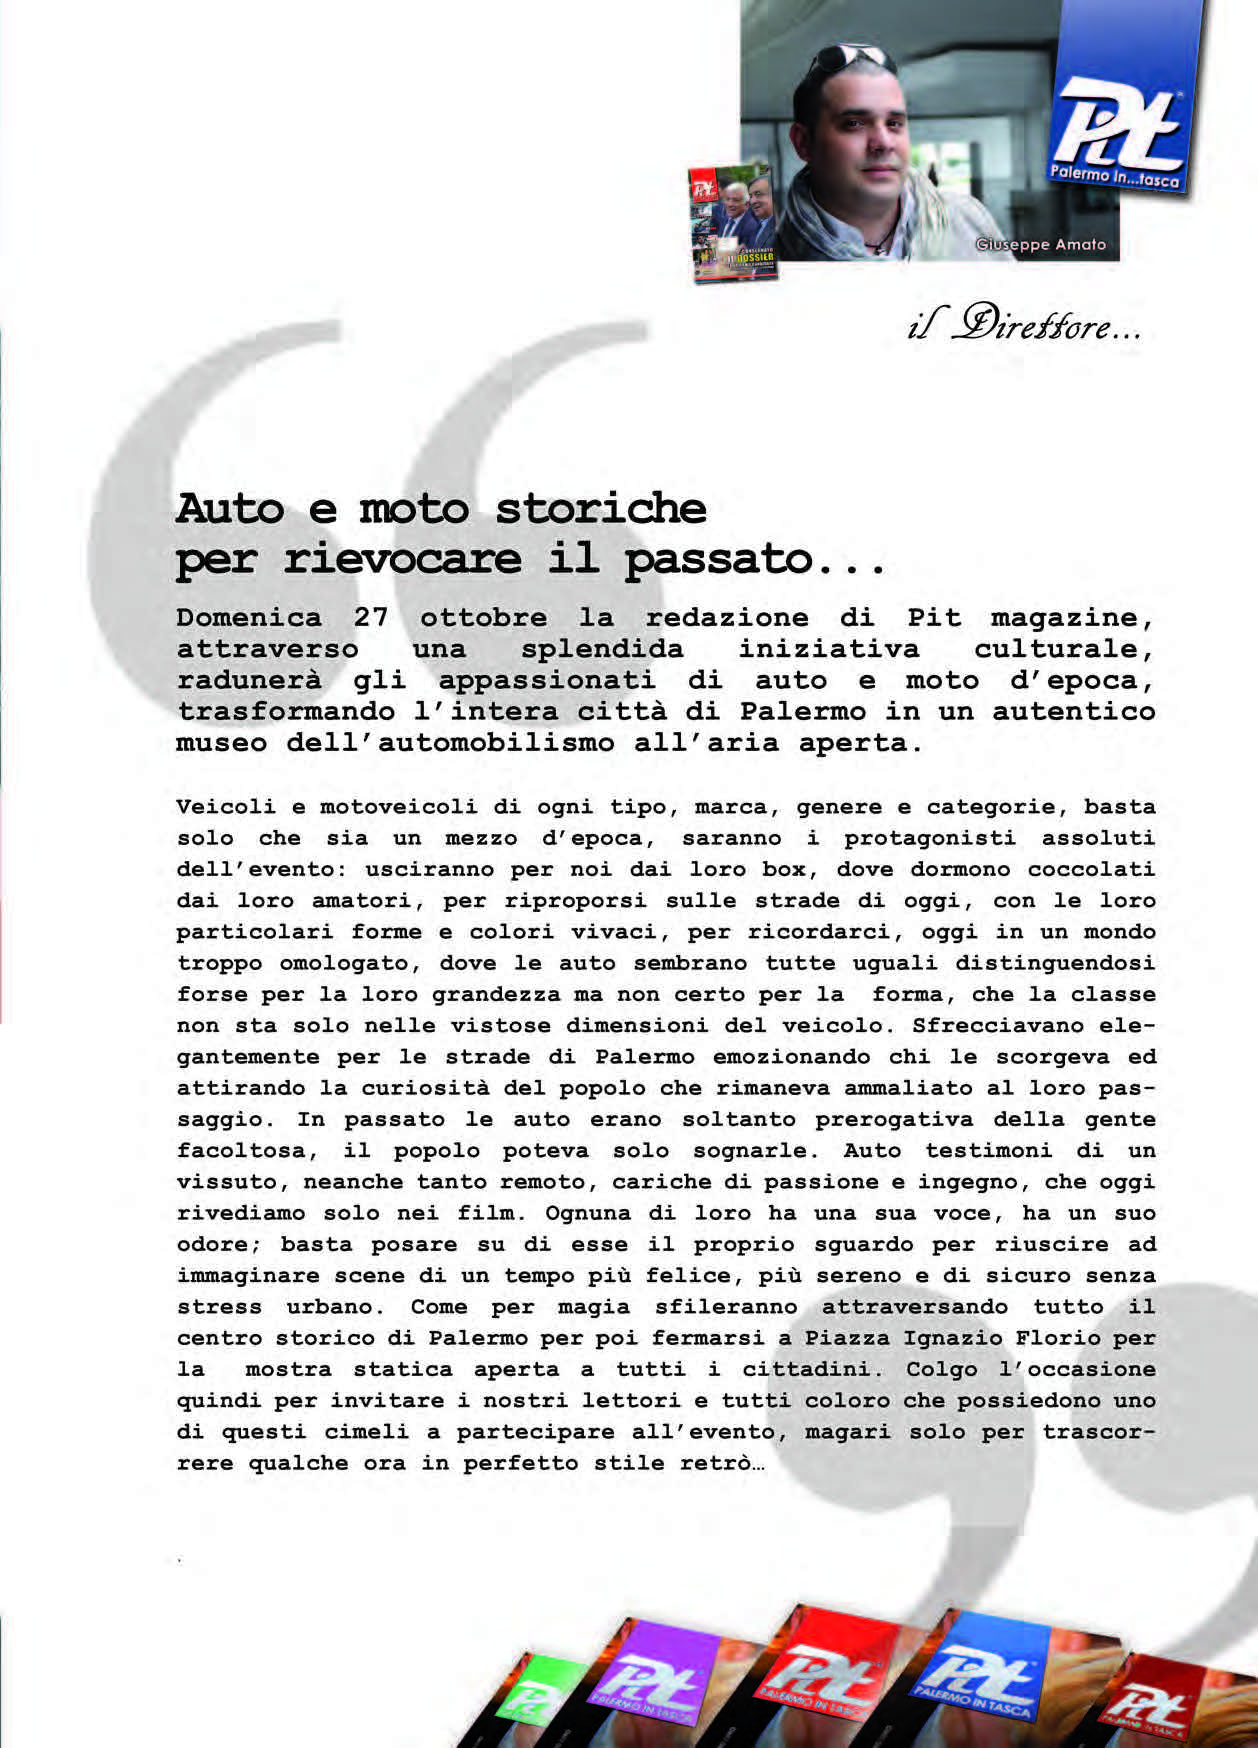 Pit
Palermo In...tasca
Pit
DOSSIER
Giuseppe Amato
il Direttore...
Auto e moto storiche
per rievocare il passato...
Domenica 27 ottobre la redazione di Pit magazine,
attraverso una splendida iniziativa culturale,
radunerà gli appassionati di auto e moto d’epoca,
trasformando l’intera città di Palermo in un autentico
museo dell’automobilismo all’aria aperta.
Veicoli e motoveicoli di ogni tipo, marca, genere e categorie, basta
solo che sia un mezzo d’epoca, saranno i protagonisti assoluti
dell’evento: usciranno per noi dai loro box, dove dormono coccolati
dai loro amatori, per riproporsi sulle strade di oggi, con le loro
particolari forme e colori vivaci, per ricordarci, oggi in un mondo
troppo omologato, dove le auto sembrano tutte uguali distinguendosi
forse per la loro grandezza ma non certo per la forma, che la classe
non sta solo nelle vistose dimensioni del veicolo. Sfrecciavano ele-
gantemente per le strade di Palermo emozionando chi le scorgeva ed
attirando la curiosità del popolo che rimaneva ammaliato al loro pas-
saggio. In passato le auto erano soltanto prerogativa della gente
facoltosa, il popolo poteva solo sognarle. Auto testimoni di un
vissuto, neanche tanto remoto, cariche di passione e ingegno, che oggi
rivediamo solo nei film. Ognuna di loro ha una sua voce, ha un suo
odore; basta posare su di esse il proprio sguardo per riuscire ad
immaginare scene di un tempo più felice, più sereno e di sicuro senza
stress urbano. Come per magia sfileranno attraversando tutto il
centro storico di Palermo per poi fermarsi a Piazza Ignazio Florio per
la mostra statica aperta a tutti i cittadini. Colgo l’occasione
quindi per invitare i nostri lettori e tutti coloro che possiedono uno
di questi cimeli a partecipare all’evento, magari solo per trascor-
rere qualche ora in perfetto stile retrò…
.
Pit
Pit
PALERMO IN TASCA
Pit
PALERMO IN TASCA
Pit
PALERMO IN TASCA
Pit
PALERMO IN TASCA